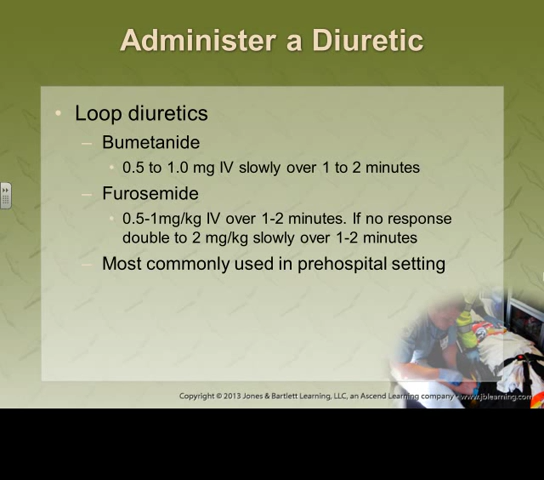 Administer a Diuretic
• Loop diuretics
– Bumetanide
• 0.5 to 1.0 mg IV slowly over 1 to 2 minutes
– Furosemide
• 0.5-1mg/kg IV over 1-2 minutes. If no response
double to 2 mg/kg slowly over 1-2 minutes
– Most commonly used in prehospital setting
Copyright © 2013 Jones & Bartlett Learning, LLC, an Ascend Learning company • www.jblearning.com